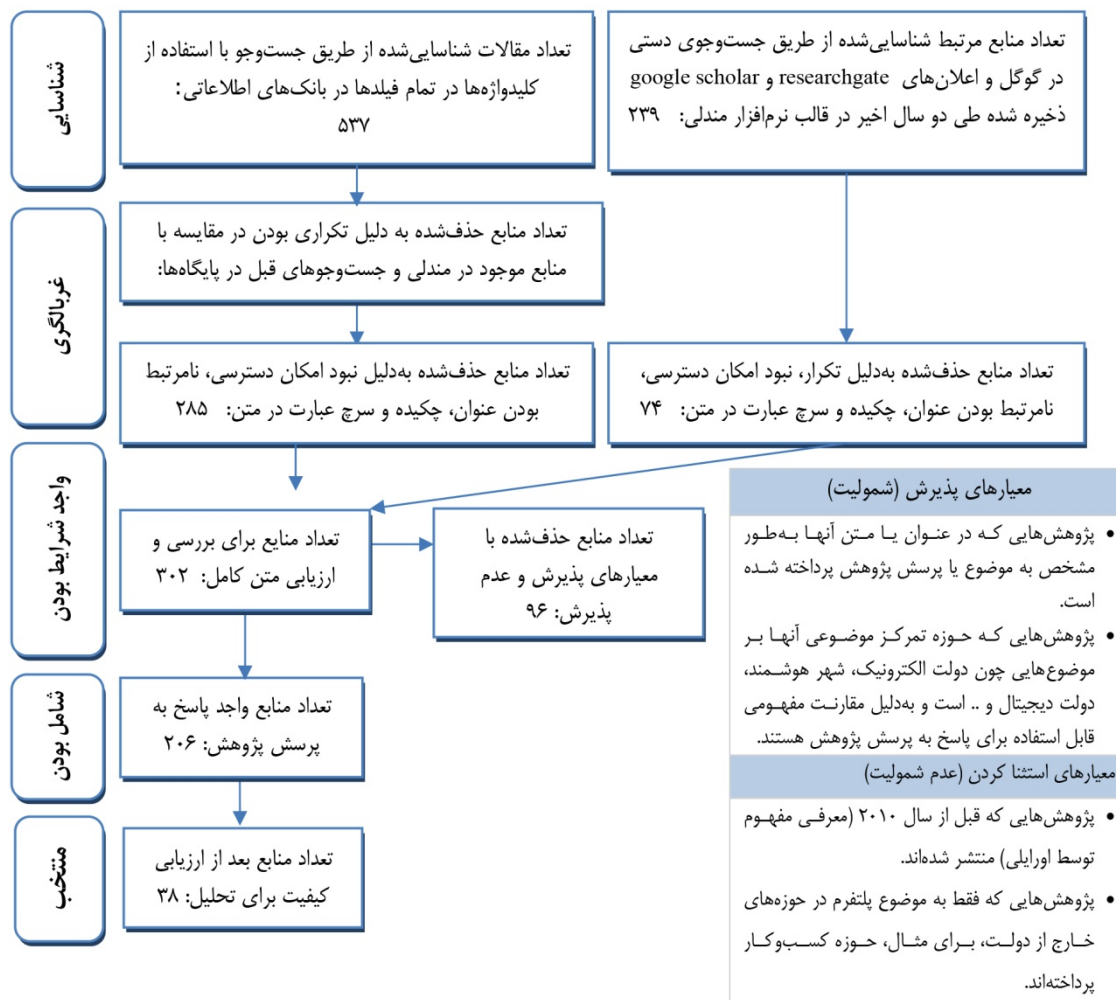 شناسایی
تعداد مقالات شناسایی‌شده از طریق جست‌وجو با استفاده از
کلیدواژه‌ها در تمام فیلدها در بانک‌های اطلاعاتی:
۵۳۷
تعداد منابع مرتبط شناسایی‌شده از طریق جست‌وجوی دستی
در گوگل و اعلان‌های researchgate و google scholar
ذخیره شده طی دو سال اخیر در قالب نرم‌افزار مندلی: ۲۳۹
غربالگری
تعداد منابع حذف‌شده به دلیل تکراری بودن در مقایسه با
منابع موجود در مندلی و جست‌وجوهای قبل در پایگاه‌ها:
تعداد منابع حذف‌شده به‌دلیل نبود امکان دسترسی، نامرتبط
بودن عنوان، چکیده و سرچ عبارت در متن: ۲۸۵
تعداد منابع حذف‌شده به‌دلیل تکرار، نبود امکان دسترسی،
نامرتبط بودن عنوان، چکیده و سرچ عبارت در متن: ۷۴
واجد شرایط بودن
تعداد منابع برای بررسی و
ارزیابی متن کامل: ۳۰۲
تعداد منابع حذف‌شده با
معیارهای پذیرش و عدم
پذیرش: ۹۶
شامل بودن
تعداد منابع واجد پاسخ به
پرسش پژوهش: ۲۰۶
منتخب
تعداد منابع بعد از ارزیابی
کیفیت برای تحلیل: ۳۸
معیارهای پذیرش (شمولیت)
• پژوهش‌هایی که در عنوان یا متن آنها به‌طور
مشخص به موضوع یا پرسش پژوهش پرداخته شده
است.
• پژوهش‌هایی که حوزه تمرکز موضوعی آنها بر
موضوع‌هایی چون دولت الکترونیک، شهر هوشمند،
دولت دیجیتال و .. است و به‌دلیل مقارنت مفهومی
قابل استفاده برای پاسخ به پرسش پژوهش هستند.
معیارهای استثنا کردن (عدم شمولیت)
• پژوهش‌هایی که قبل از سال ۲۰۱۰ (معرفی مفهوم
توسط اورایلی) منتشر شده‌اند.
• پژوهش‌هایی که فقط به موضوع پلتفرم در حوزه‌های
خارج از دولت، برای مثال، حوزه کسب‌وکار
پرداخته‌اند.